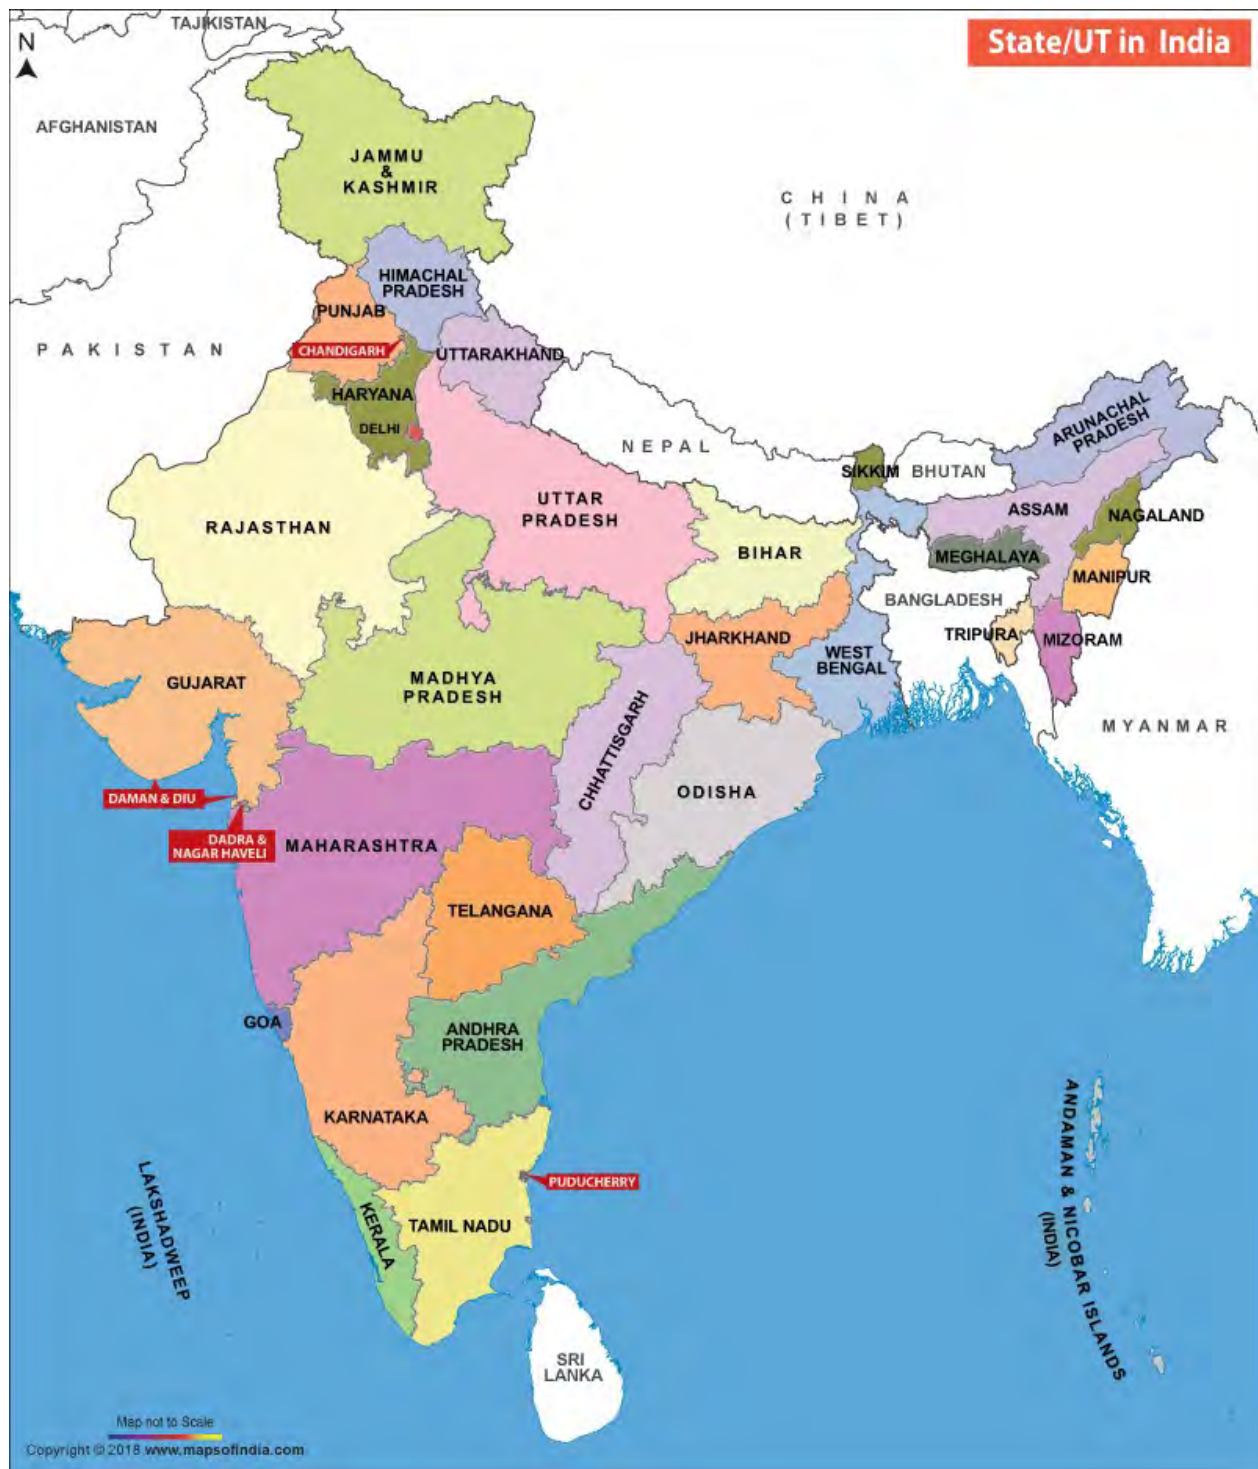 TAJIKISTAN
State/UT in India
N
AFGHANISTAN
JAMMU
&
KASHMIR
C H I N A
( T I B E T )
HIMACHAL
PRADESH
PUNJAB
P A K I S T A N
CHANDIGARH
UTTARAKHAND
HARYANA
DELHI
ARUNACHAL
PRADESH
N E P A L
SIKKIM
BHUTAN
RAJASTHAN
UTTAR
PRADESH
ASSAM
NAGALAND
BIHAR
MEGHALAYA
MANIPUR
BANGLADESH
JHARKHAND
TRIPURA
MIZORAM
WEST
BENGAL
GUJARAT
MADHYA
PRADESH
CHHATTISGARH
M Y A N M A R
ODISHA
DAMAN & DIU
DADRA &
NAGAR HAVELI
MAHARASHTRA
TELANGANA
GOA
ANDHRA
PRADESH
KARNATAKA
LAKSHADWEEP
(INDIA)
PUDUCHERRY
KERALA
TAMIL NADU
ANDAMAN & NICOBAR ISLANDS
(INDIA)
SRI
LANKA
Map not to Scale
Copyright © 2018 www.mapsofindia.com